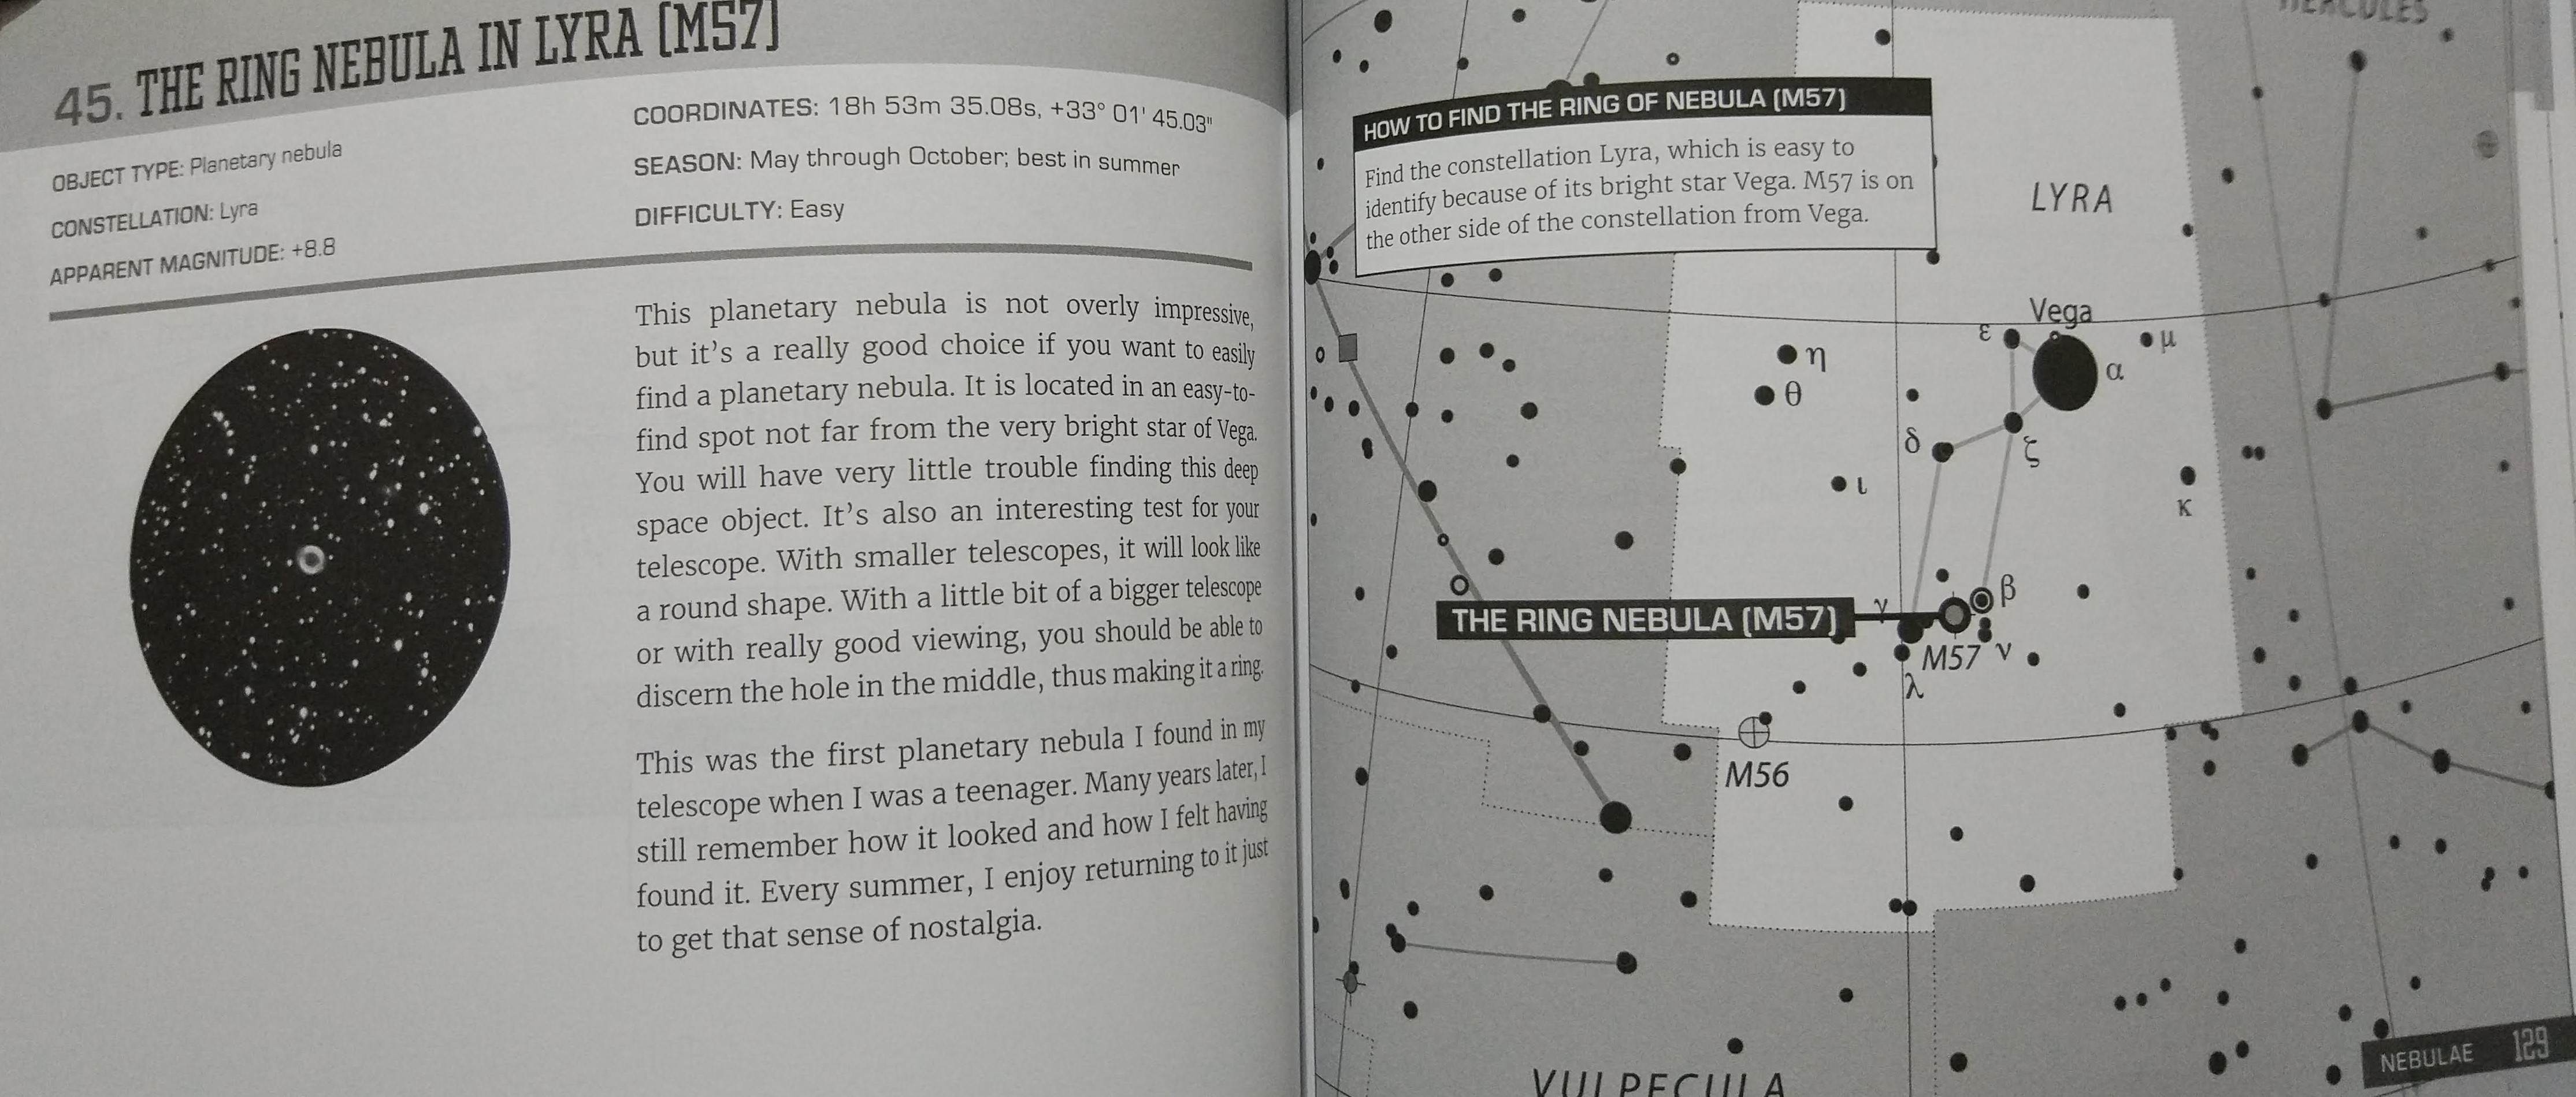 45. THE RING NEBULA IN LYRA (M57)
OBJECT TYPE: Planetary nebula
CONSTELLATION: Lyra
APPARENT MAGNITUDE: +8.8
COORDINATES: 18h 53m 35.08s, +33° 01' 45.03"
SEASON: May through October; best in summer
DIFFICULTY: Easy
This planetary nebula is not overly impressive,
but it's a really good choice if you want to easily
find a planetary nebula. It is located in an easy-to-
find spot not far from the very bright star of Vega.
You will have very little trouble finding this deep
space object. It's also an interesting test for your
telescope. With smaller telescopes, it will look like
a round shape. With a little bit of a bigger telescope
or with really good viewing, you should be able to
discern the hole in the middle, thus making it a ring.
This was the first planetary nebula I found in my
telescope when I was a teenager. Many years later, I
still remember how it looked and how I felt having
found it. Every summer, I enjoy returning to it just
to get that sense of nostalgia.
HERCULES
HOW TO FIND THE RING OF NEBULA (M57)
Find the constellation Lyra, which is easy to
identify because of its bright star Vega. M57 is on
the other side of the constellation from Vega.
LYRA
Vega
ε
μ
α
η
θ
δ
ζ
ι
κ
β
γ
THE RING NEBULA (M57)
M57
ν
λ
M56
VULPECULA
NEBULAE 129